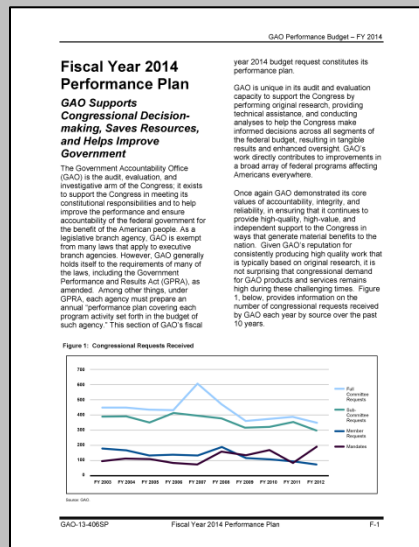 GAO Performance Budget – FY 2014
Fiscal Year 2014
Performance Plan
GAO Supports
Congressional Decision-
making, Saves Resources,
and Helps Improve
Government
The Government Accountability Office
(GAO) is the audit, evaluation, and
investigative arm of the Congress; it exists
to support the Congress in meeting its
constitutional responsibilities and to help
improve the performance and ensure
accountability of the federal government for
the benefit of the American people. As a
legislative branch agency, GAO is exempt
from many laws that apply to executive
branch agencies. However, GAO generally
holds itself to the requirements of many of
the laws, including the Government
Performance and Results Act (GPRA), as
amended. Among other things, under
GPRA, each agency must prepare an
annual "performance plan covering each
program activity set forth in the budget of
such agency." This section of GAO's fiscal
year 2014 budget request constitutes its
performance plan.
GAO is unique in its audit and evaluation
capacity to support the Congress by
performing original research, providing
technical assistance, and conducting
analyses to help the Congress make
informed decisions across all segments of
the federal budget, resulting in tangible
results and enhanced oversight. GAO's
work directly contributes to improvements in
a broad array of federal programs affecting
Americans everywhere.
Once again GAO demonstrated its core
values of accountability, integrity, and
reliability, in ensuring that it continues to
provide high-quality, high-value, and
independent support to the Congress in
ways that generate material benefits to the
nation. Given GAO's reputation for
consistently producing high quality work that
is typically based on original research, it is
not surprising that congressional demand
for GAO products and services remains
high during these challenging times. Figure
1, below, provides information on the
number of congressional requests received
by GAO each year by source over the past
10 years.
Figure 1: Congressional Requests Received
700
600
500
400
300
200
100
0
FY 2003 FY 2004 FY 2005 FY 2006 FY 2007 FY 2008 FY 2009 FY 2010 FY 2011 FY 2012
Full
Committee
Requests
Sub-
Committee
Requests
Member
Requests
Mandates
Source: GAO
GAO-13-406SP Fiscal Year 2014 Performance Plan F-1